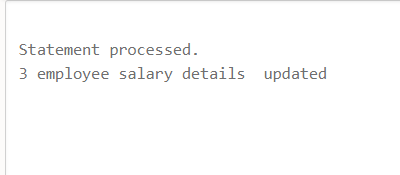 Statement processed.
3 employee salary details  updated